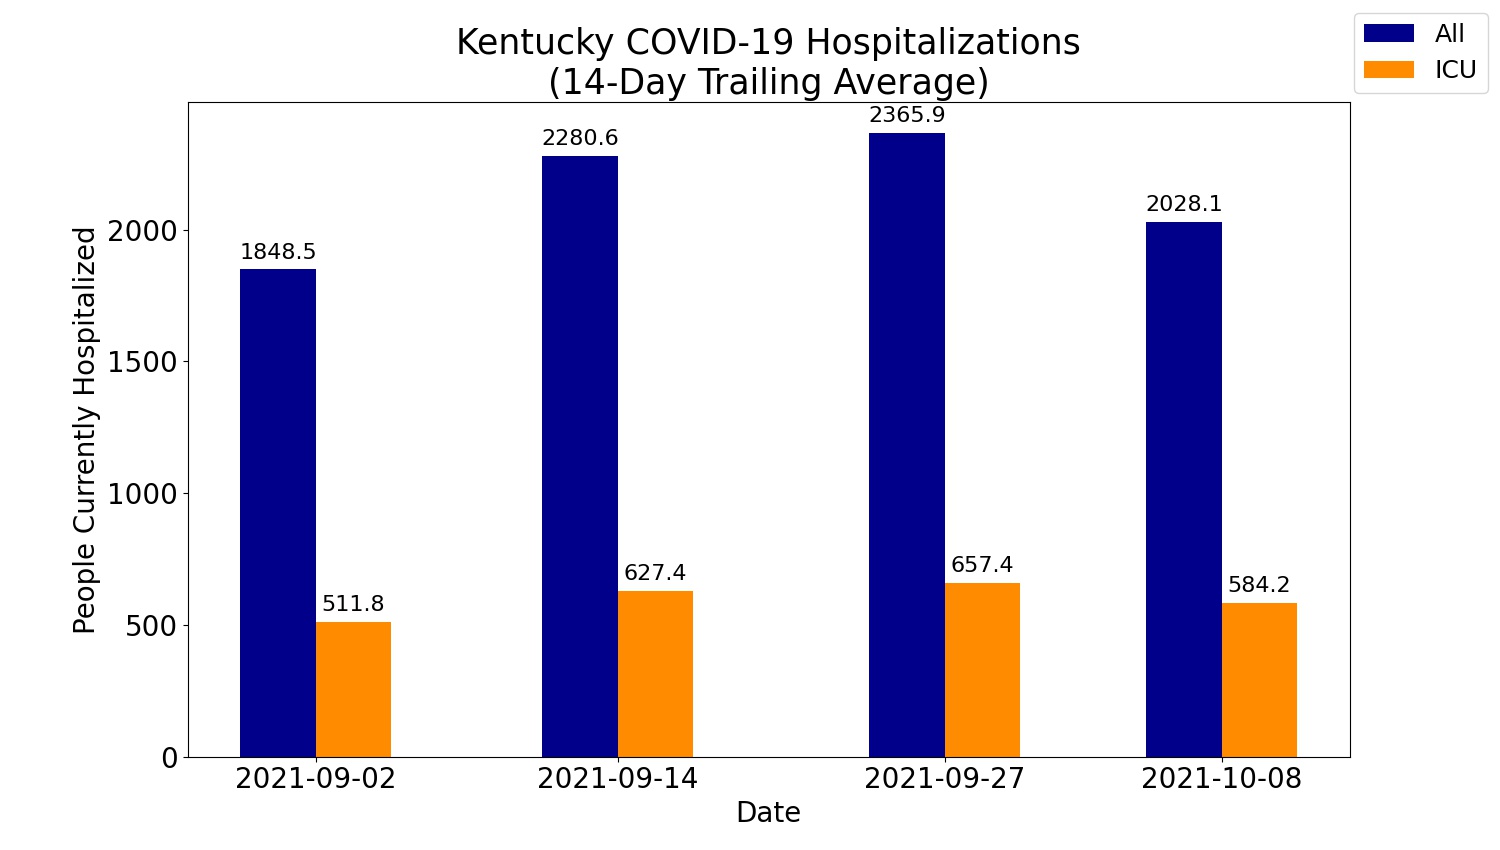 Kentucky COVID-19 Hospitalizations
(14-Day Trailing Average)
All
ICU
People Currently Hospitalized
2000
1500
1000
500
0
1848.5
511.8
2280.6
627.4
2365.9
657.4
2028.1
584.2
2021-09-02
2021-09-14
2021-09-27
2021-10-08
Date